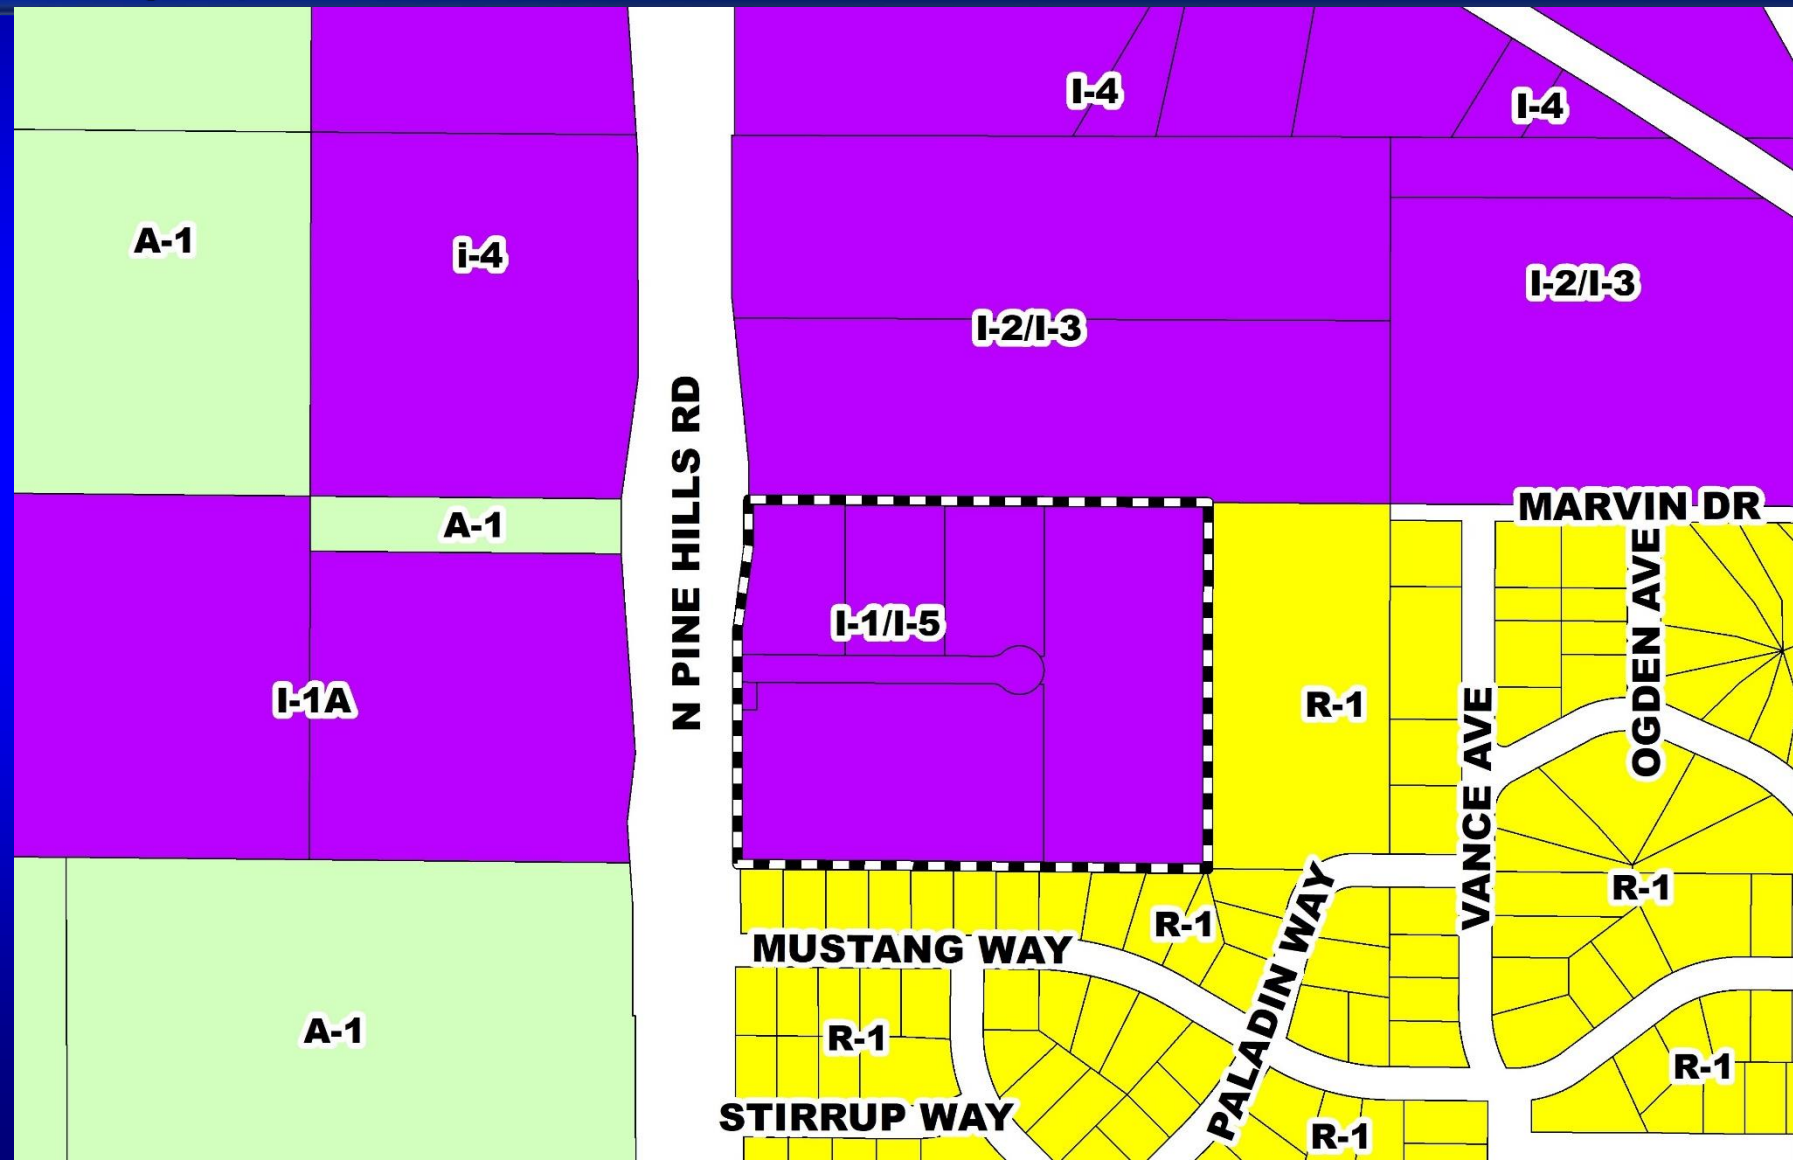 I-4
I-4
A-1
i-4
I-2/I-3
I-2/I-3
N PINE HILLS RD
MARVIN DR
A-1
OGDEN AVE
I-1/I-5
I-1A
R-1
VANCE AVE
R-1
R-1
MUSTANG WAY
PALADIN WAY
A-1
R-1
R-1
STIRRUP WAY
R-1